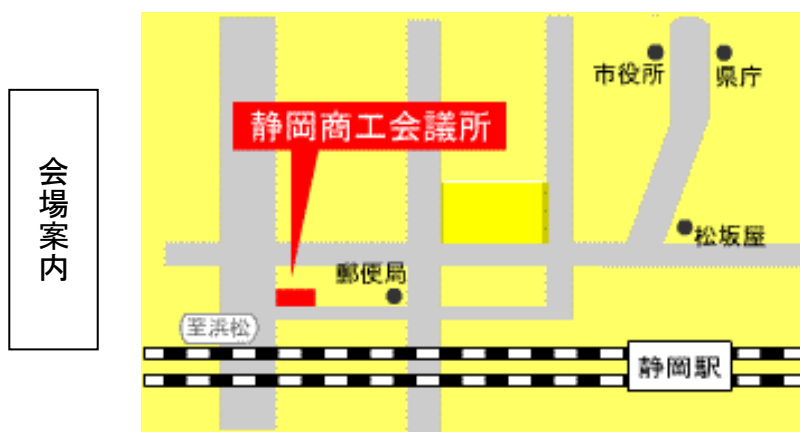 会場案内
市役所
県庁
静岡商工会議所
松坂屋
郵便局
至浜松
静岡駅